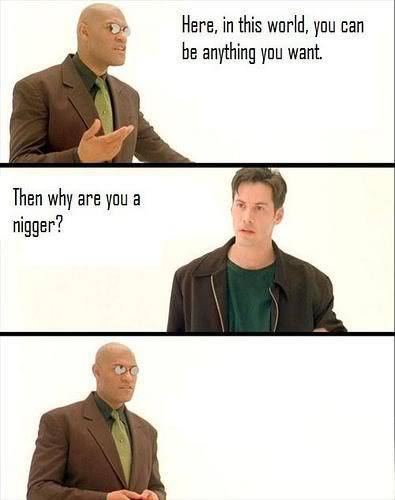 Here, in this world, you can
be anything you want.
Then why are you a
nigger?